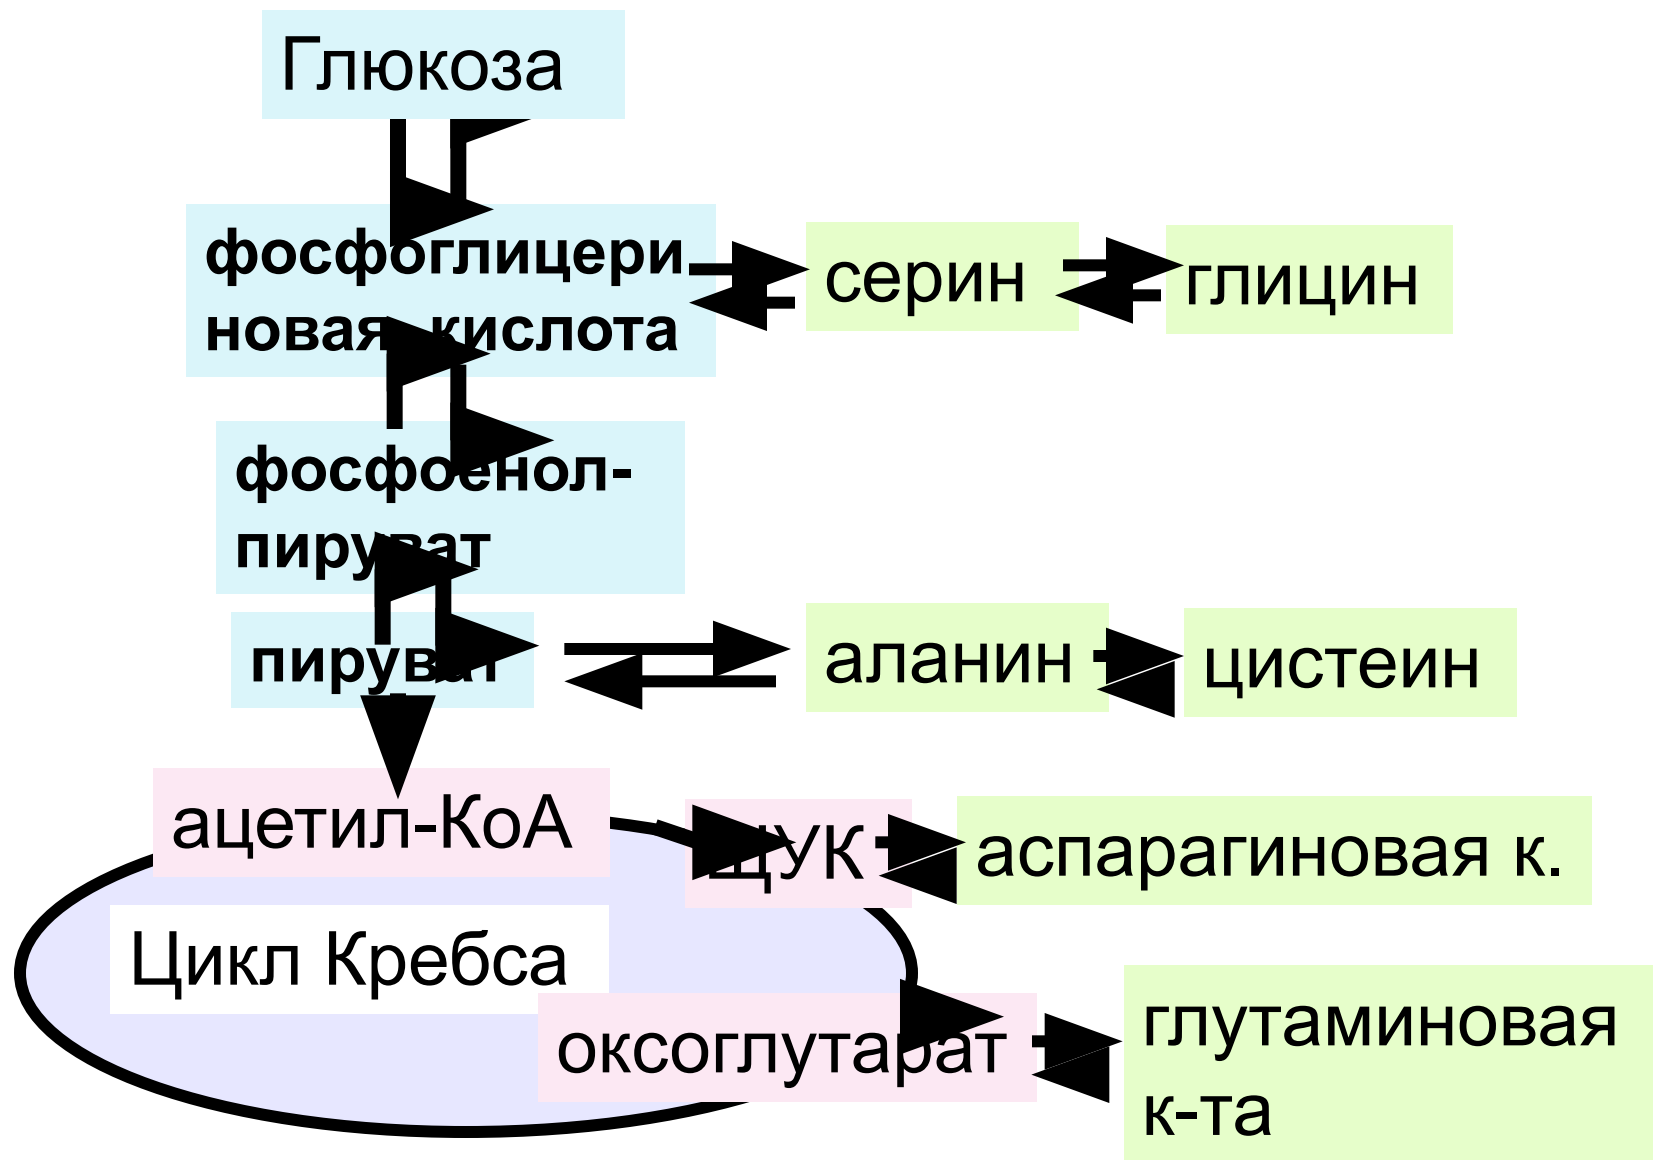 Глюкоза
фосфоглицери
новая кислота
серин
глицин
фосфоенол-
пируват
пируват
аланин
цистеин
ацетил-КоА
ЩУК
аспарагиновая к.
Цикл Кребса
оксоглутарат
глутаминовая
к-та